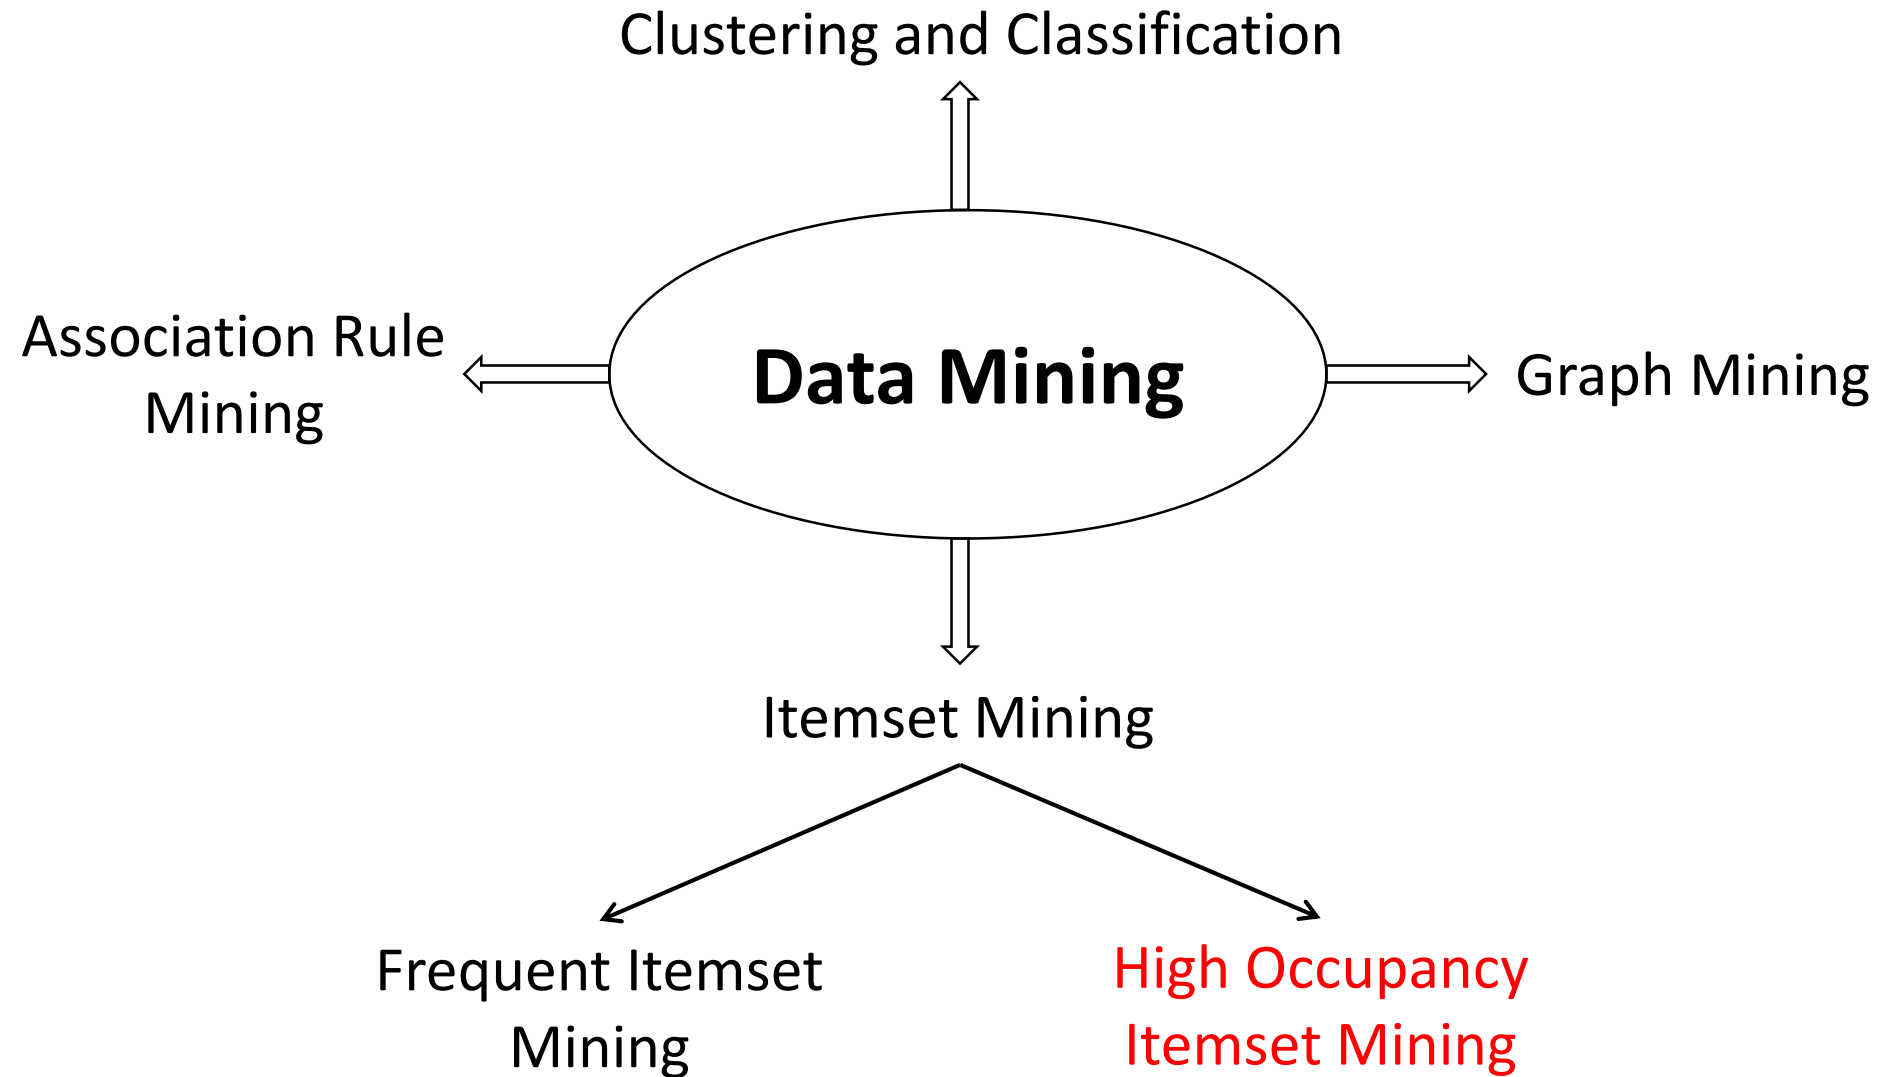 Clustering and Classification
Association Rule
Mining
Data Mining
Graph Mining
Itemset Mining
Frequent Itemset
Mining
High Occupancy
Itemset Mining